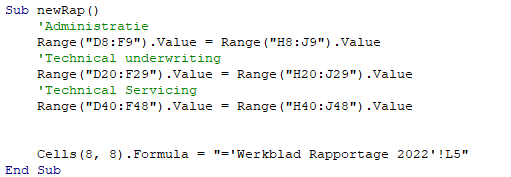 Sub newRap()
'Administratie
Range("D8:F9").Value = Range("H8:J9").Value
'Technical underwriting
Range("D20:F29").Value = Range("H20:J29").Value
'Technical Servicing
Range("D40:F48").Value = Range("H40:J48").Value
Cells(8, 8).Formula = "='Werkblad Rapportage 2022'!L5"
End Sub